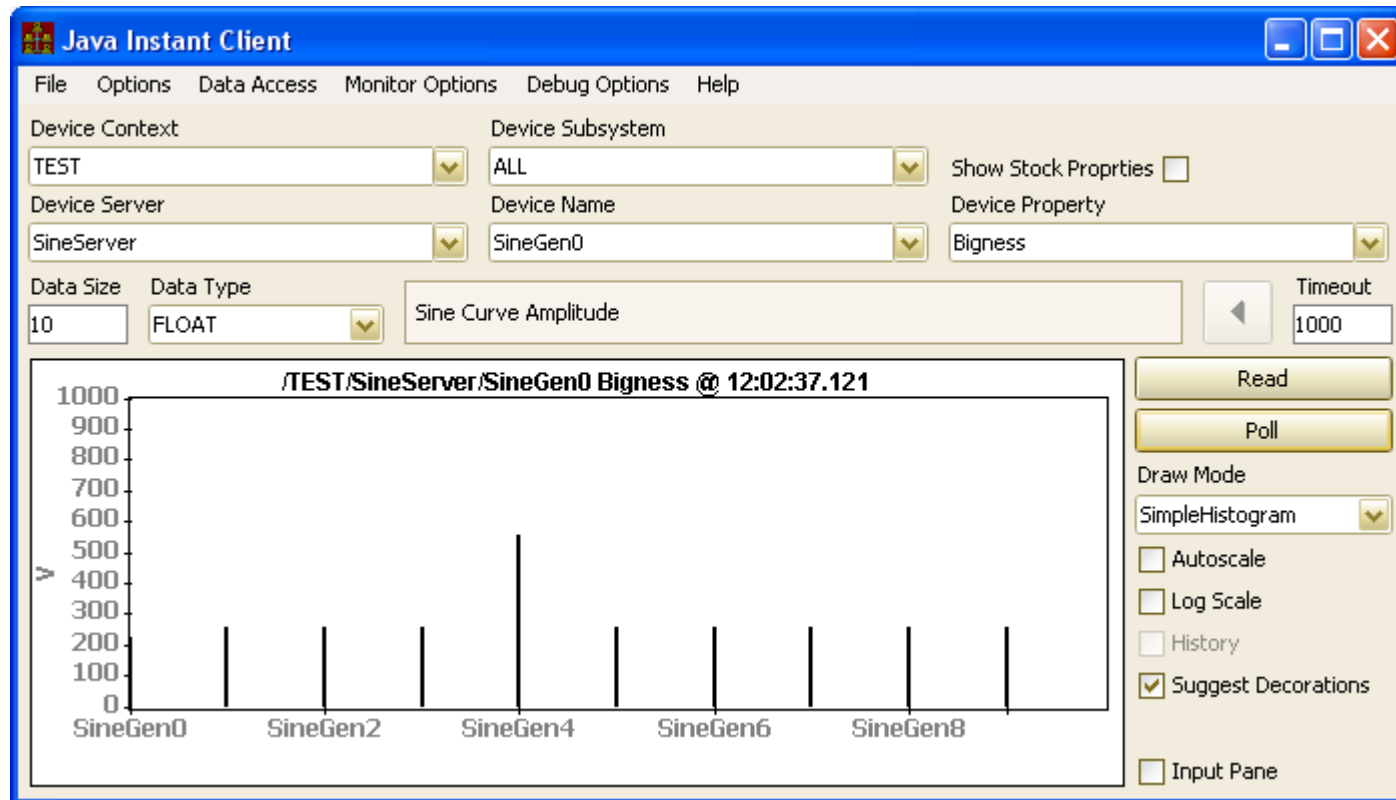 Java Instant Client
File Options Data Access Monitor Options Debug Options Help
Device Context Device Subsystem
TEST ALL Show Stock Proprties
Device Server Device Name Device Property
SineServer SineGen0 Bigness
Data Size Data Type Timeout
10 FLOAT Sine Curve Amplitude 1000
/TEST/SineServer/SineGen0 Bigness @ 12:02:37.121
1000
900
800
700
600
500
400
300
200
100
0
V
SineGen0 SineGen2 SineGen4 SineGen6 SineGen8
Read
Poll
Draw Mode
SimpleHistogram
Autoscale
Log Scale
History
Suggest Decorations
Input Pane